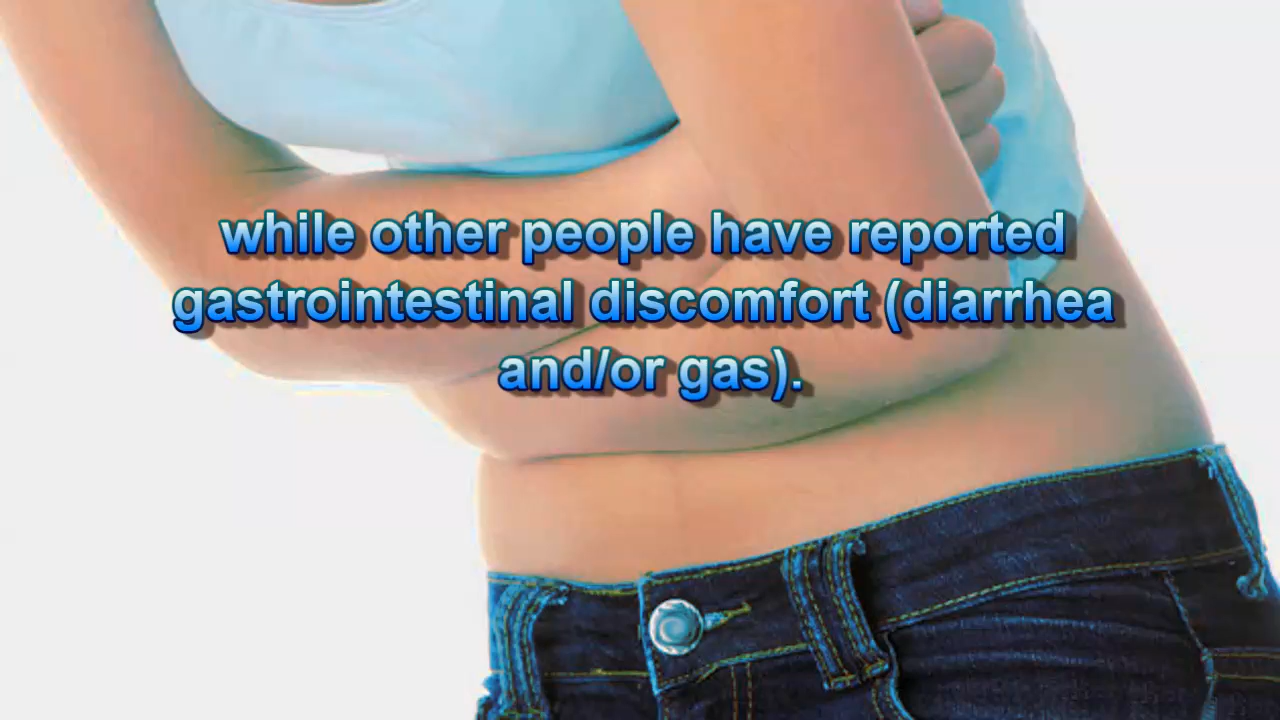 while other people have reported
gastrointestinal discomfort (diarrhea
and/or gas).